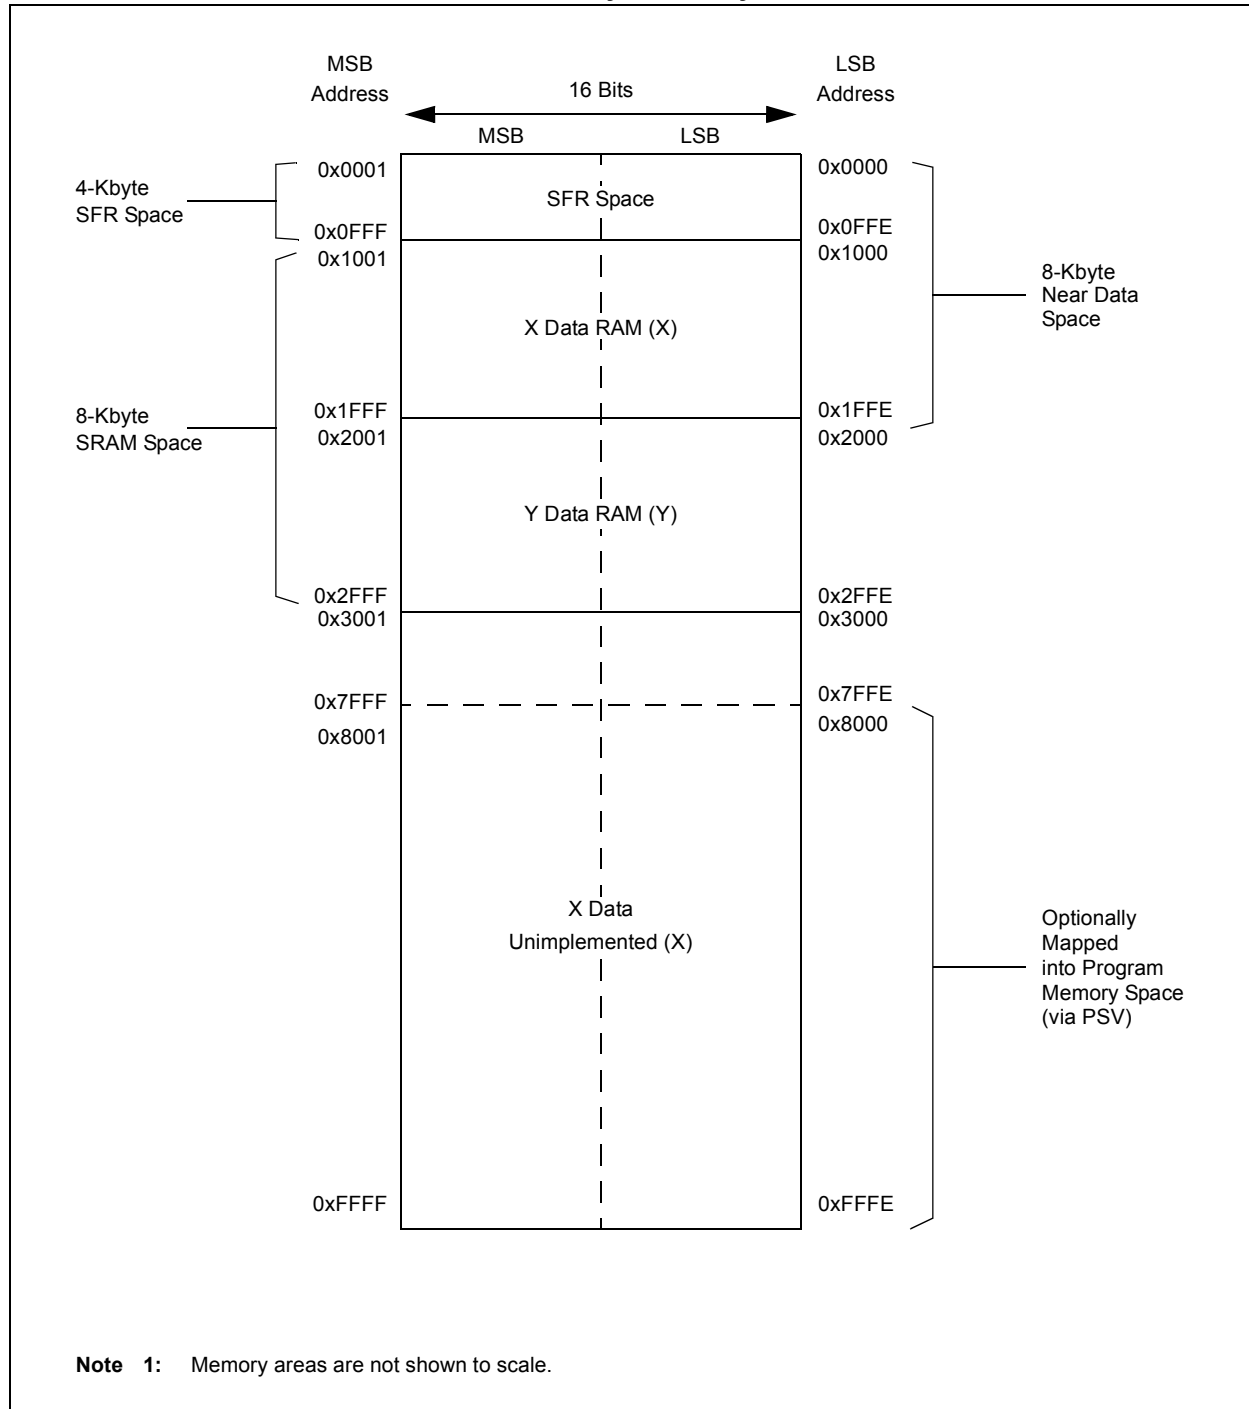 MSB
Address
16 Bits
LSB
Address
MSB
LSB
0x0001
0x0000
4-Kbyte
SFR Space
SFR Space
0x0FFF
0x0FFE
0x1001
0x1000
8-Kbyte
Near Data
Space
X Data RAM (X)
0x1FFF
0x1FFE
8-Kbyte
SRAM Space
0x2001
0x2000
Y Data RAM (Y)
0x2FFF
0x2FFE
0x3001
0x3000
0x7FFF
0x7FFE
0x8001
0x8000
X Data
Unimplemented (X)
Optionally
Mapped
into Program
Memory Space
(via PSV)
0xFFFF
0xFFFE
Note 1: Memory areas are not shown to scale.